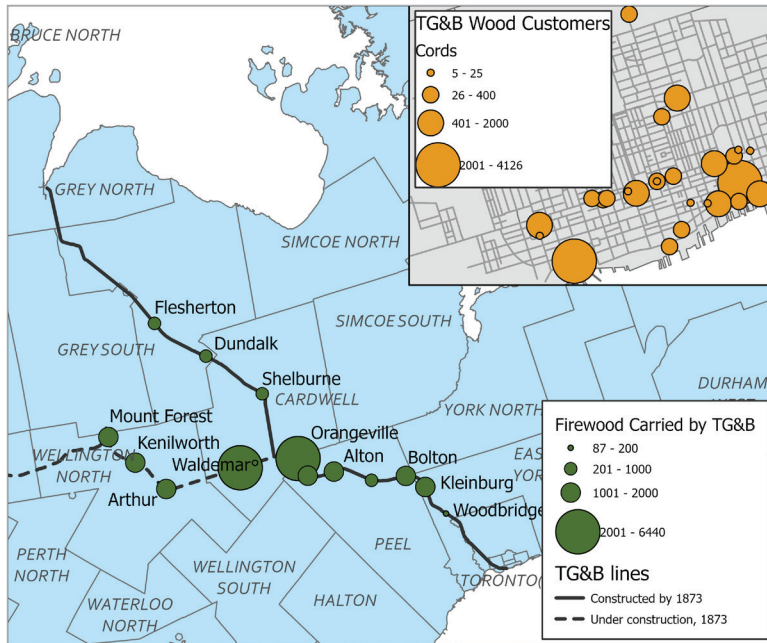 BRUCE NORTH
TG&B Wood Customers
Cords
5 - 25
26 - 400
401 - 2000
2001 - 4126
GREY NORTH
SIMCOE NORTH
Flesherton
SIMCOE SOUTH
Dundalk
GREY SOUTH
Shelburne
CARDWELL
DURHAM
YORK NORTH
Mount Forest
Orangeville
WELLINGTON
NORTH
Kenilworth
Waldemar
Alton
Bolton
EAST
YORK
Kleinburg
Arthur
Woodbridge
PEEL
PERTH
NORTH
WELLINGTON
SOUTH
HALTON
WATERLOO
NORTH
TORONTO
Firewood Carried by TG&B
87 - 200
201 - 1000
1001 - 2000
2001 - 6440
TG&B lines
Constructed by 1873
Under construction, 1873